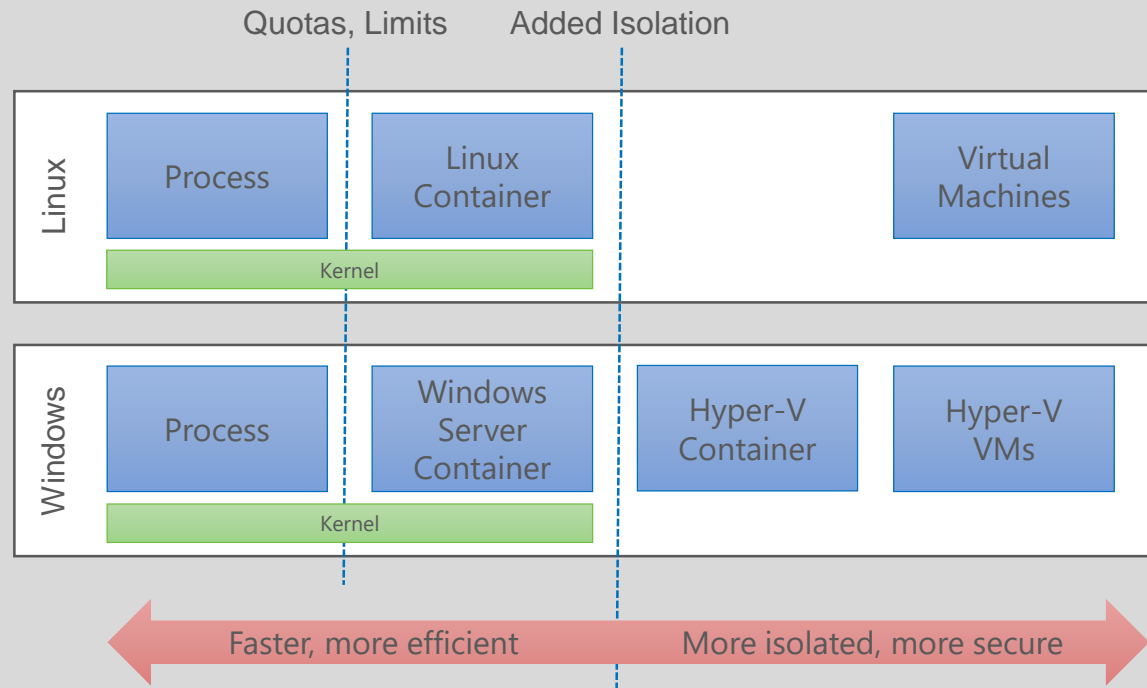 Quotas, Limits
Added Isolation
Linux
Process
Linux
Container
Virtual
Machines
Kernel
Windows
Process
Windows
Server
Container
Hyper-V
Container
Hyper-V
VMs
Kernel
Faster, more efficient
More isolated, more secure